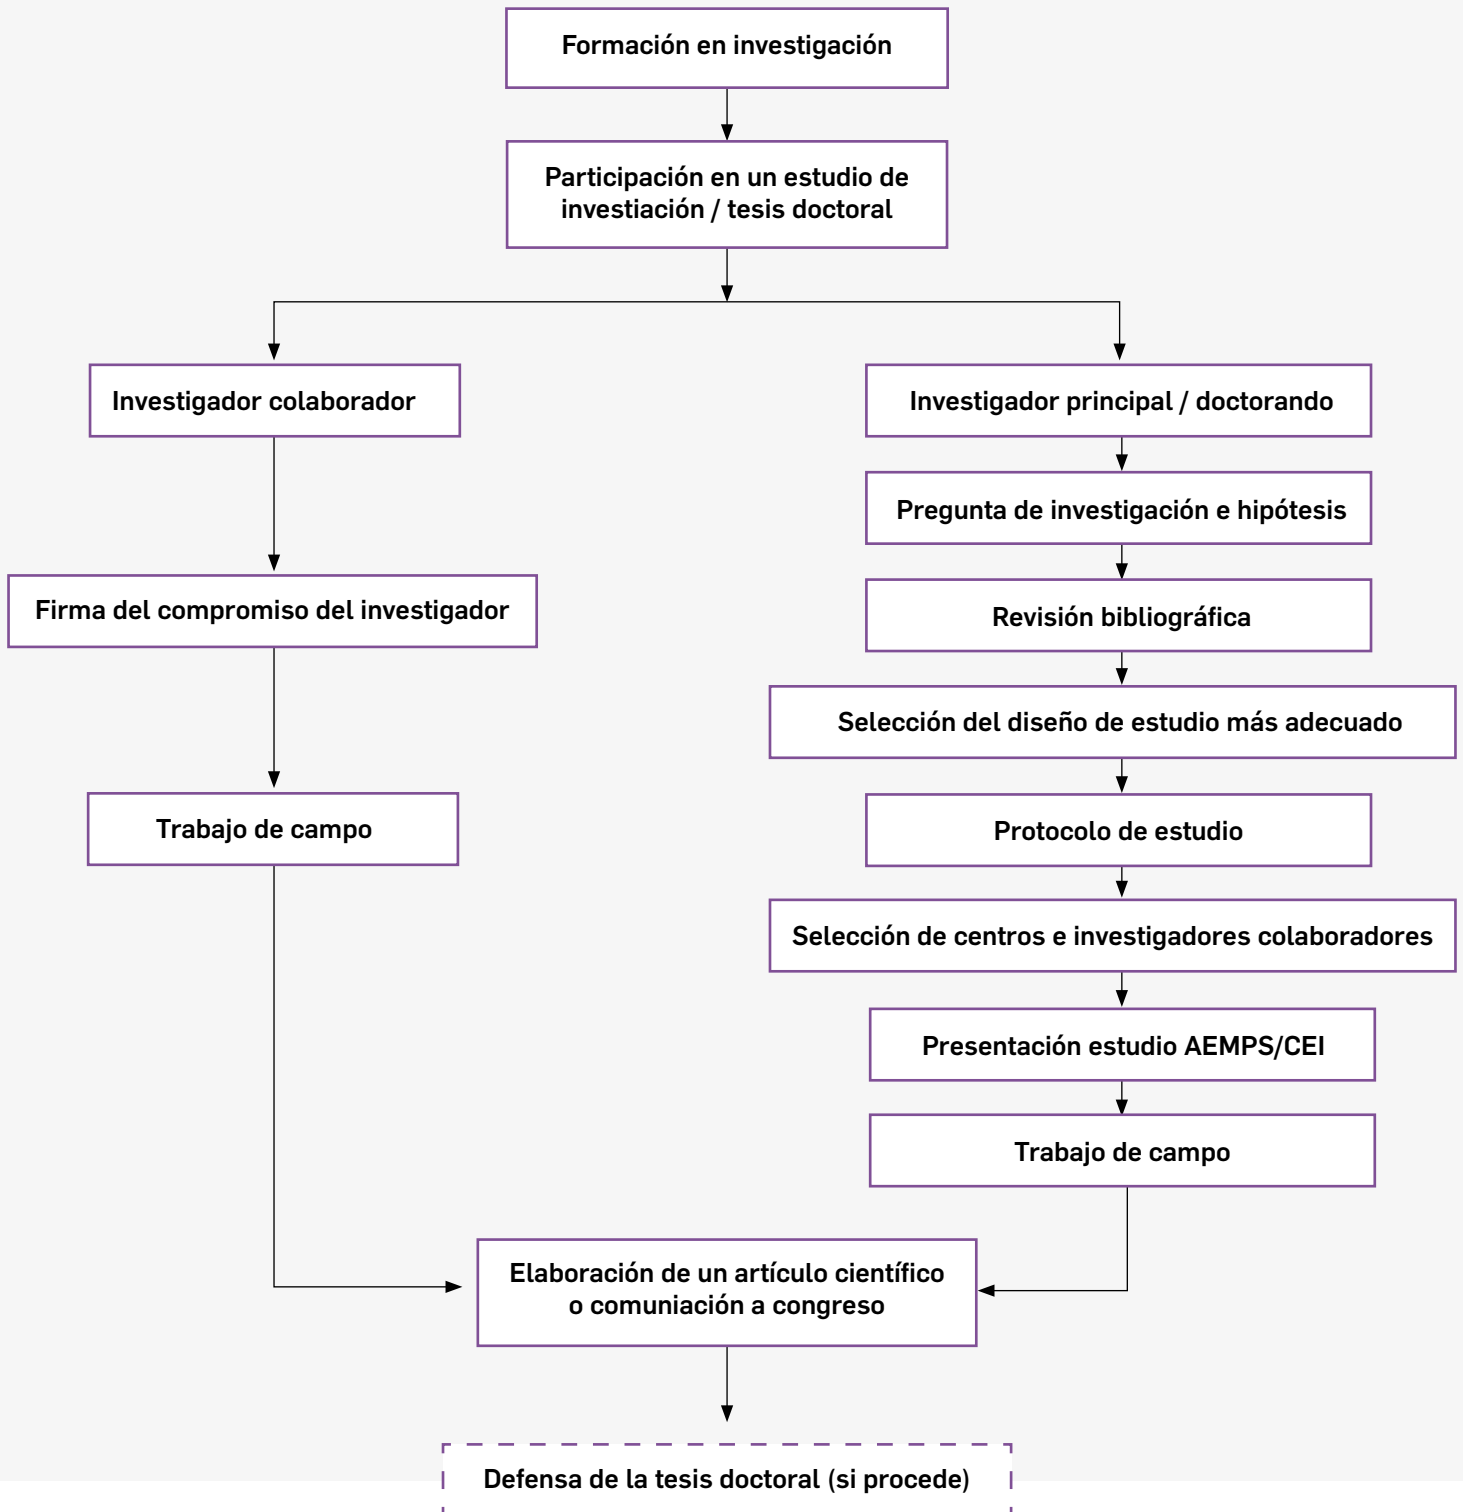 Formación en investigación
Participación en un estudio de
investiación / tesis doctoral
Investigador colaborador
Firma del compromiso del investigador
Trabajo de campo
Investigador principal / doctorando
Pregunta de investigación e hipótesis
Revisión bibliográfica
Selección del diseño de estudio más adecuado
Protocolo de estudio
Selección de centros e investigadores colaboradores
Presentación estudio AEMPS/CEI
Trabajo de campo
Elaboración de un artículo científico
o comuniación a congreso
Defensa de la tesis doctoral (si procede)